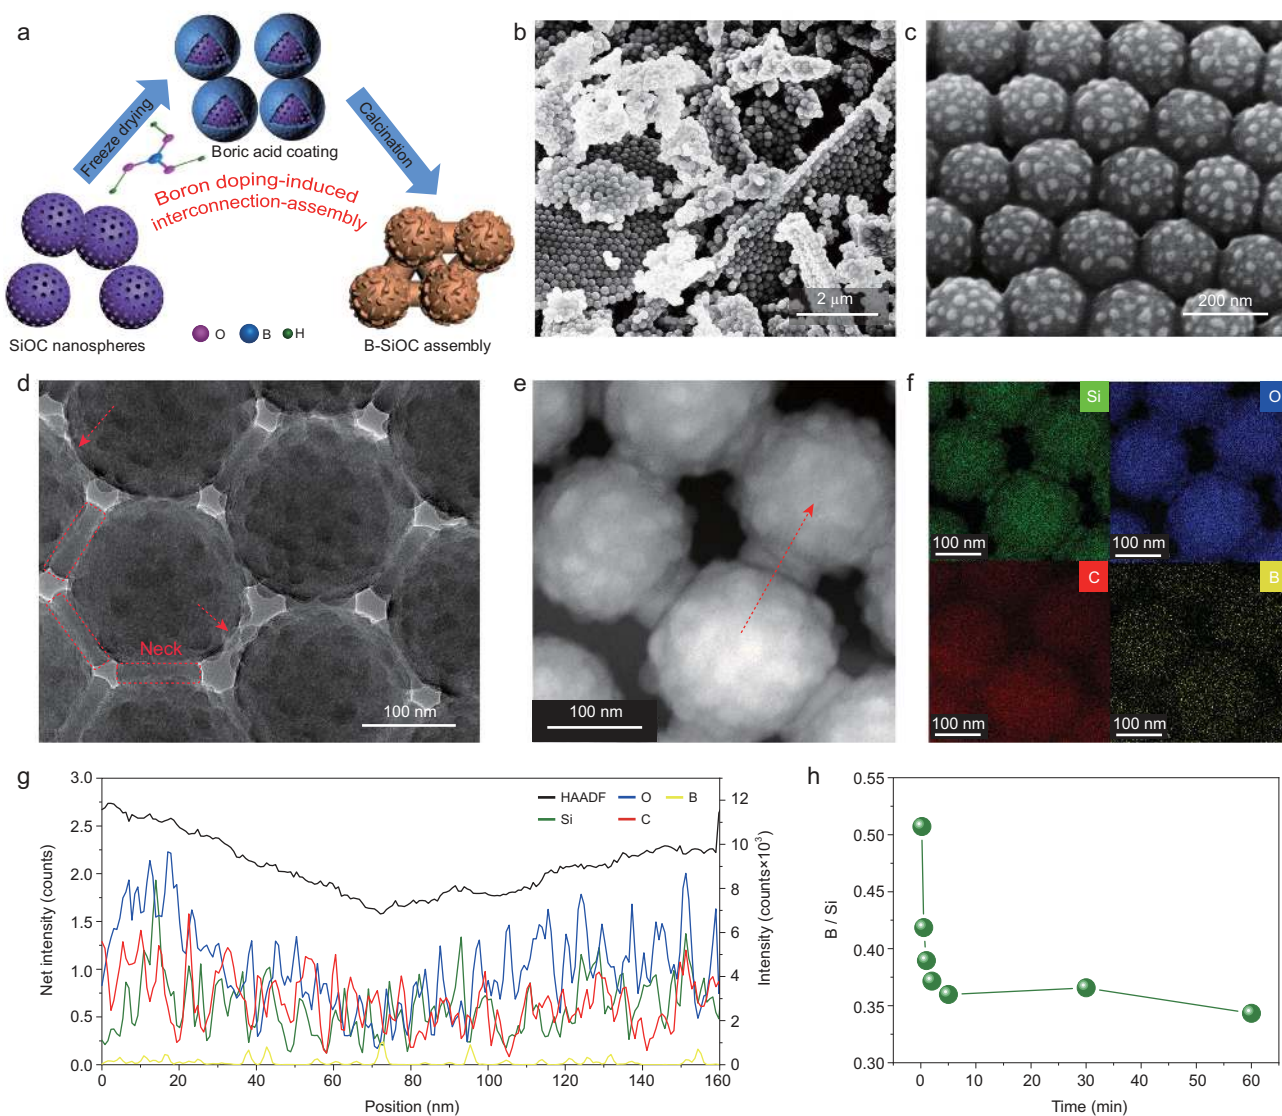 a
Freeze drying
Boric acid coating
Calcination
Boron doping-induced
interconnection-assembly
SiOC nanospheres
O
B
H
B-SiOC assembly
b
2 μm
c
200 nm
d
Neck
100 nm
e
100 nm
f
Si
100 nm
O
100 nm
C
100 nm
B
100 nm
g
Net intensity (counts)
3.0
2.5
2.0
1.5
1.0
0.5
0.0
HAADF
O
B
Si
C
12
10
8
6
4
2
0
Intensity (counts×10³)
0 20 40 60 80 100 120 140 160
Position (nm)
h
B / Si
0.55
0.50
0.45
0.40
0.35
0.30
0 10 20 30 40 50 60
Time (min)